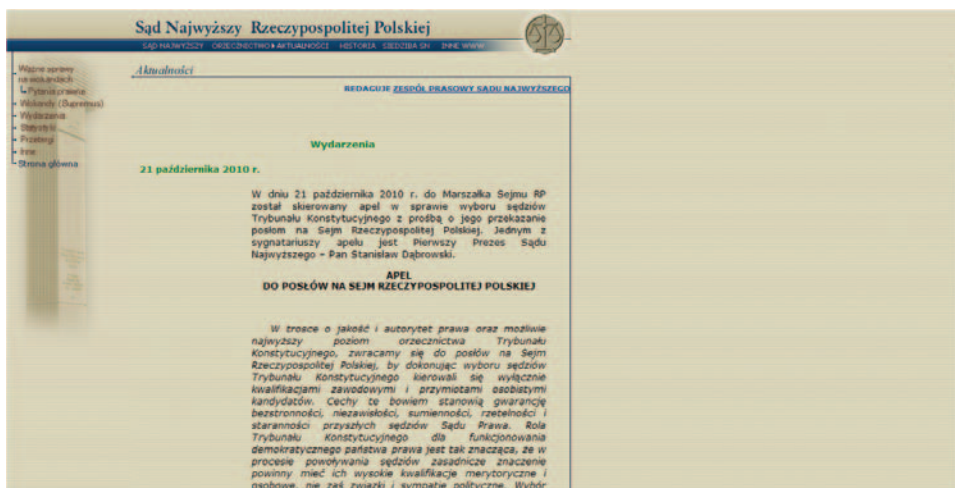 Sąd Najwyższy Rzeczypospolitej Polskiej
SĄD NAJWYŻSZY ORZECZNICTWO AKTUALNOŚCI HISTORIA SIEDZIBA SN INNE WWW
Aktualności
Ważne sprawy
na wokandach
Pytania prawne
Wokandy (Supremus)
Wydarzenia
Statystyki
Przetargi
Inne
Strona główna
REDAGUJE ZESPÓŁ PRASOWY SĄDU NAJWYŻSZEGO
Wydarzenia
21 października 2010 r.
W dniu 21 października 2010 r. do Marszałka Sejmu RP
został skierowany apel w sprawie wyboru sędziów
Trybunału Konstytucyjnego z prośbą o jego przekazanie
posłom na Sejm Rzeczypospolitej Polskiej. Jednym z
sygnatariuszy apelu jest Pierwszy Prezes Sądu
Najwyższego – Pan Stanisław Dąbrowski.
APEL
DO POSŁÓW NA SEJM RZECZYPOSPOLITEJ POLSKIEJ
W trosce o jakość i autorytet prawa oraz możliwie
najwyższy poziom orzecznictwa Trybunału
Konstytucyjnego, zwracamy się do posłów na Sejm
Rzeczypospolitej Polskiej, by dokonując wyboru sędziów
Trybunału Konstytucyjnego kierowali się wyłącznie
kwalifikacjami zawodowymi i przymiotami osobistymi
kandydatów. Cechy te bowiem stanowią gwarancję
bezstronności, niezawisłości, sumienności, rzetelności i
staranności przyszłych sędziów Sądu Prawa. Rola
Trybunału Konstytucyjnego dla funkcjonowania
demokratycznego państwa prawa jest tak znacząca, że w
procesie powoływania sędziów zasadnicze znaczenie
powinny mieć ich wysokie kwalifikacje merytoryczne i
osobowe, nie zaś związki i sympatie polityczne. Wybór